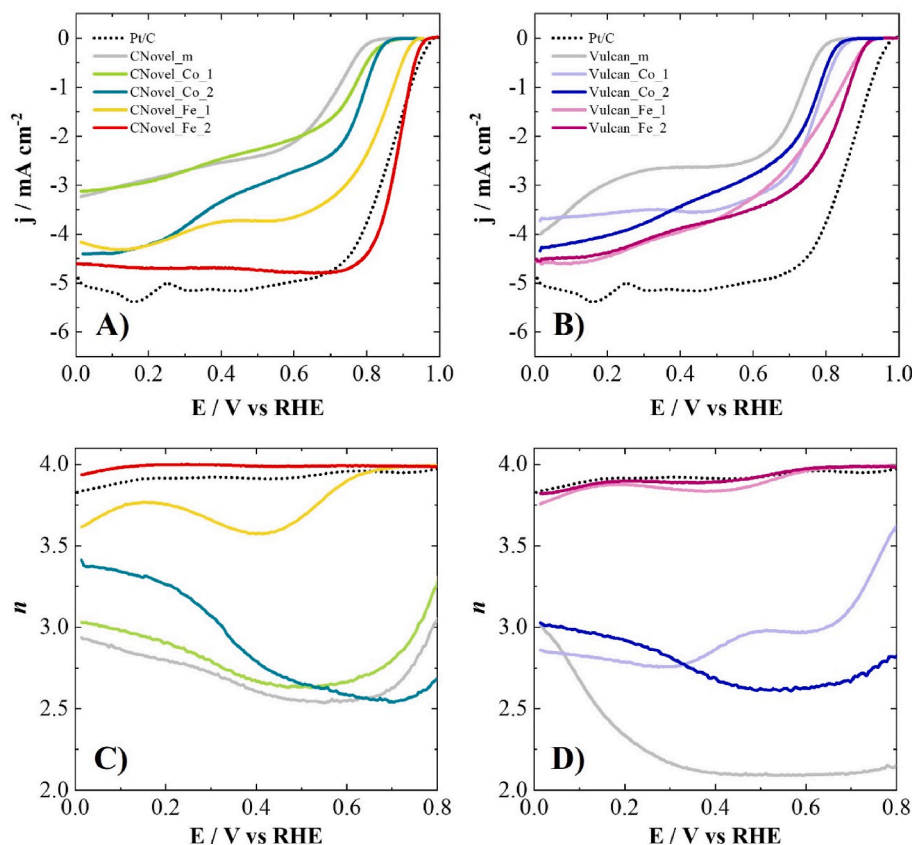 0
-1
-2
-3
-4
-5
-6
j / mA cm⁻²
Pt/C
CNovel_m
CNovel_Co_1
CNovel_Co_2
CNovel_Fe_1
CNovel_Fe_2
A)
0.0 0.2 0.4 0.6 0.8 1.0
E / V vs RHE
0
-1
-2
-3
-4
-5
-6
j / mA cm⁻²
Pt/C
Vulcan_m
Vulcan_Co_1
Vulcan_Co_2
Vulcan_Fe_1
Vulcan_Fe_2
B)
0.0 0.2 0.4 0.6 0.8 1.0
E / V vs RHE
4.0
3.5
3.0
2.5
2.0
n
C)
0.0 0.2 0.4 0.6 0.8
E / V vs RHE
4.0
3.5
3.0
2.5
2.0
n
D)
0.0 0.2 0.4 0.6 0.8
E / V vs RHE